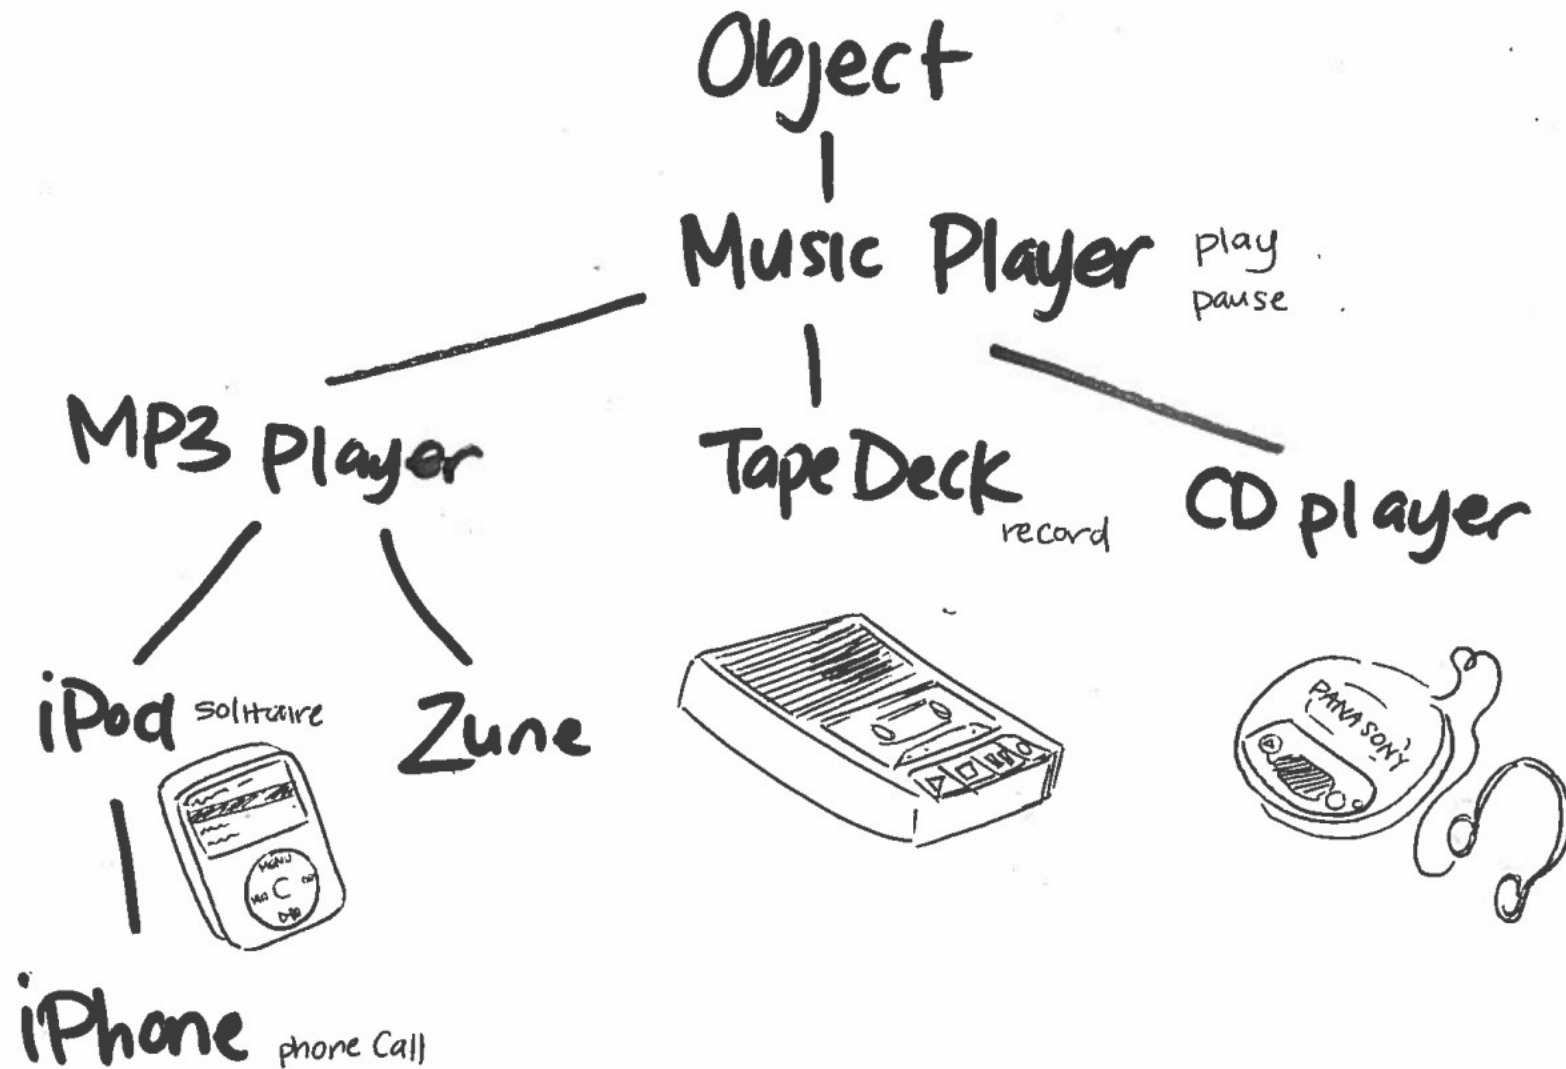 Object
Music Player
play
pause
MP3 Player
Tape Deck
record
CD player
iPod
solitaire
Zune
PANASONY
MENU
iPhone
phone Call